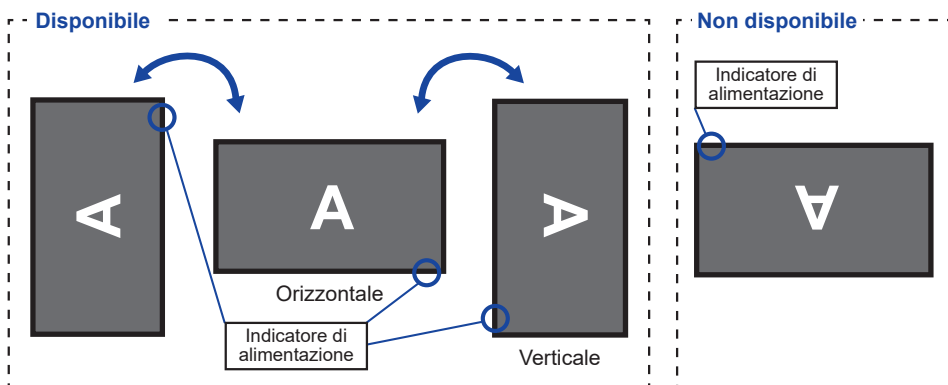 Disponibile
Non disponibile
Indicatore di
alimentazione
A
A
A
A
Orizzontale
Indicatore di
alimentazione
Verticale